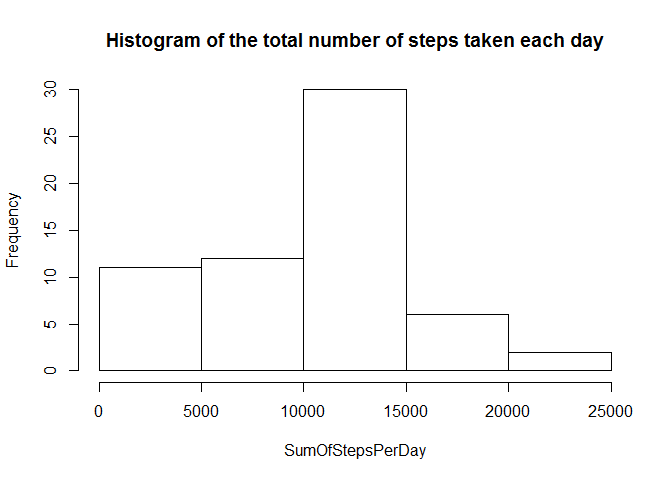 Histogram of the total number of steps taken each day
Frequency
30
25
20
15
10
5
0
0 5000 10000 15000 20000 25000
SumOfStepsPerDay